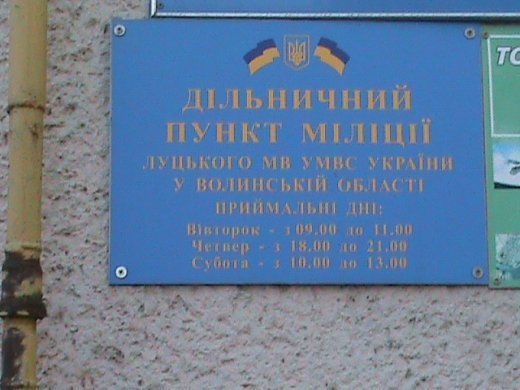 ДІЛЬНИЧНИЙ
ПУНКТ МІЛІЦІЇ
ЛУЦЬКОГО МВ УМВС УКРАЇНИ
У ВОЛИНСЬКІЙ ОБЛАСТІ
ПРИЙМАЛЬНІ ДНІ:
Вівторок - з 09.00 до 11.00
Четвер - з 18.00 до 21.00
Субота - з 10.00 до 13.00
ТО